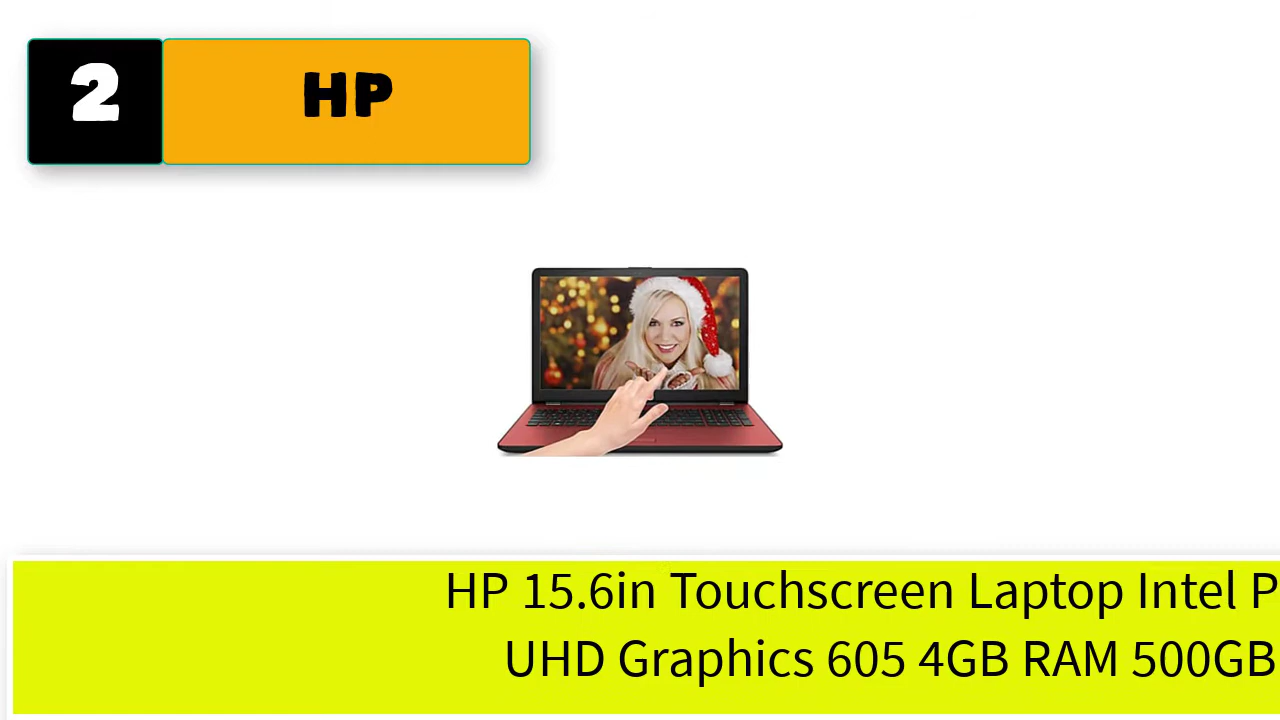 2
HP
HP 15.6in Touchscreen Laptop Intel P
UHD Graphics 605 4GB RAM 500GB